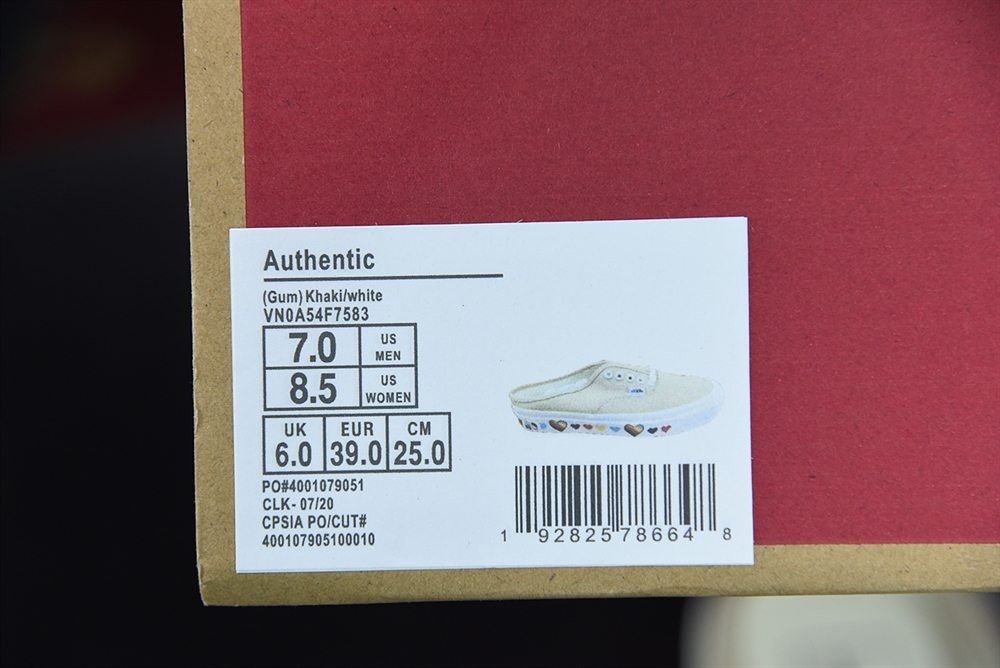 Authentic
(Gum) Khaki/white
VN0A54F7583
7.0 US MEN
8.5 US WOMEN
UK EUR CM
6.0 39.0 25.0
PO#4001079051
CLK- 07/20
CPSIA PO/CUT#
400107905100010
1 92825 78664 8